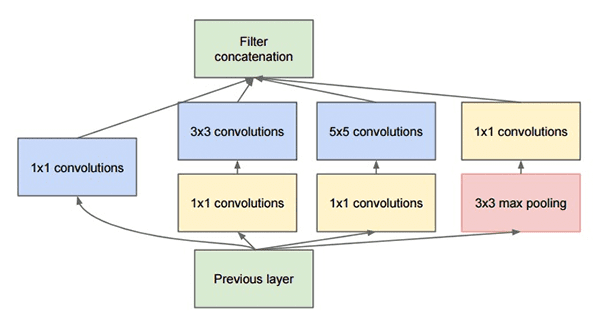 Filter
concatenation
3x3 convolutions
5x5 convolutions
1x1 convolutions
1x1 convolutions
1x1 convolutions
1x1 convolutions
3x3 max pooling
Previous layer